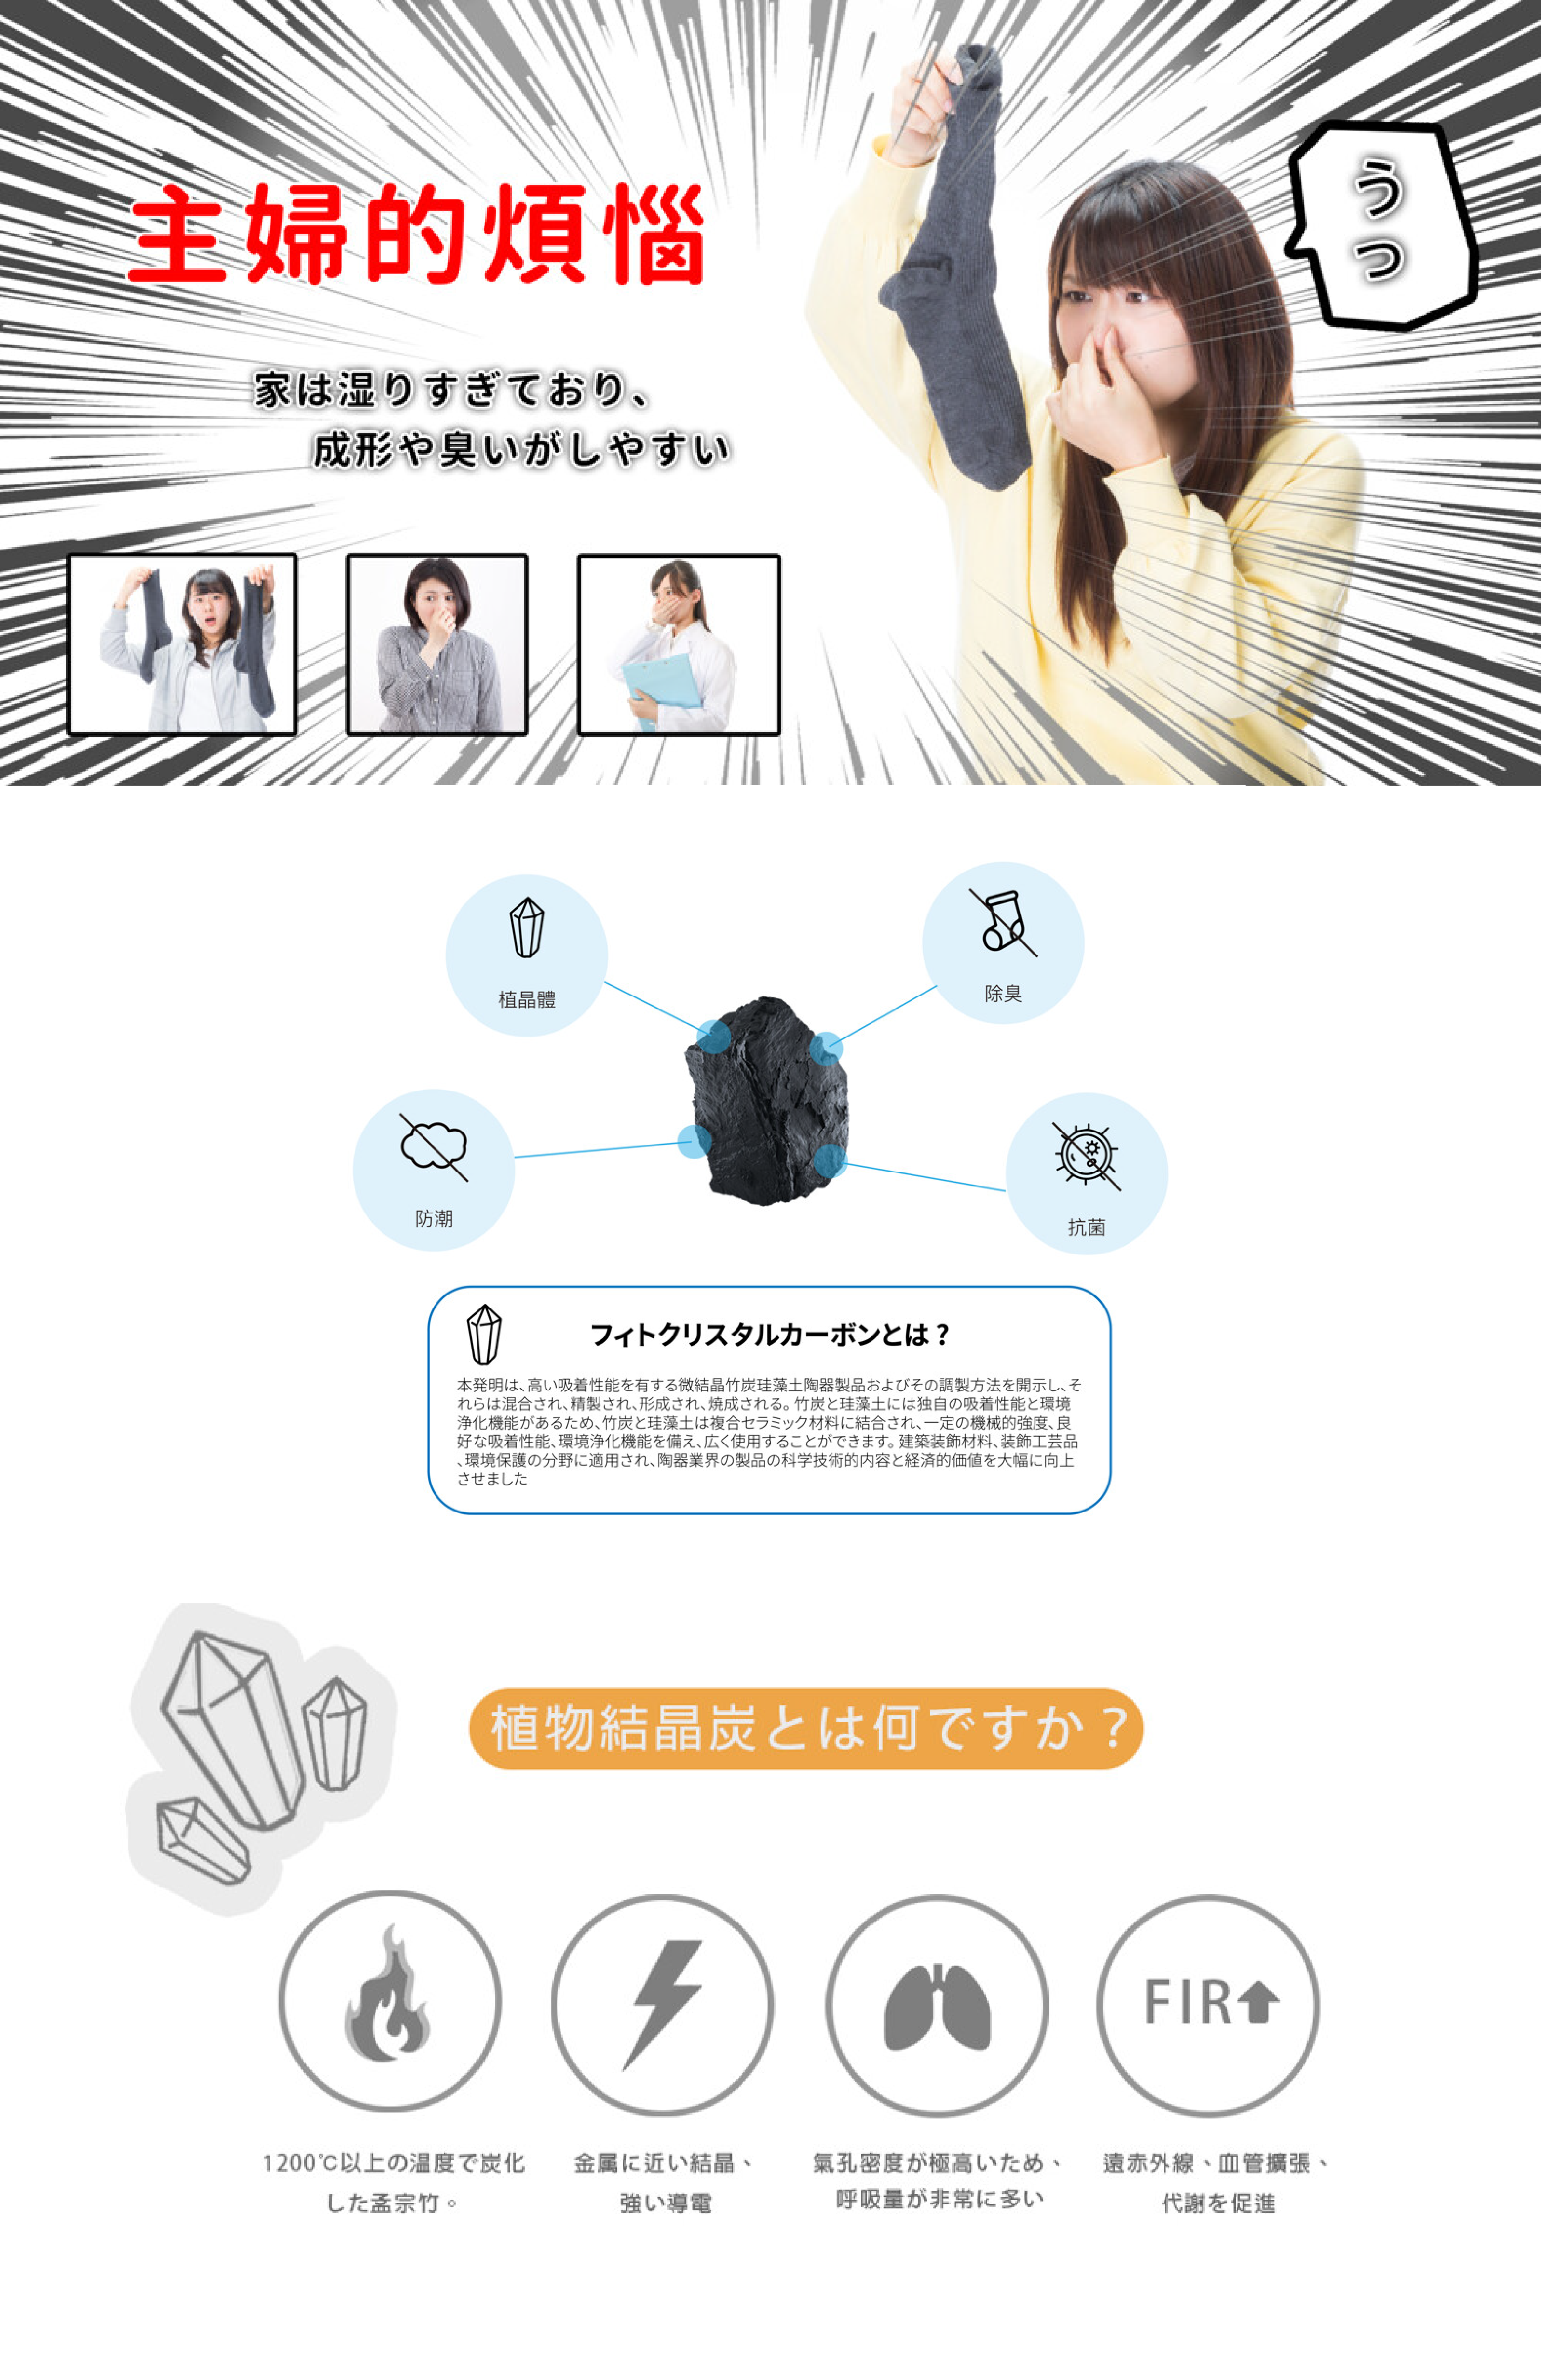 主婦的煩惱
うっ
家は湿りすぎており、
成形や臭いがしやすい
植晶體
除臭
防潮
抗菌
フィトクリスタルカーボンとは？
本発明は、高い吸着性能を有する微結晶竹炭珪藻土陶器製品およびその調製方法を開示し、そ
れらは混合され、精製され、形成され、焼成される。竹炭と珪藻土には独自の吸着性能と環境
浄化機能があるため、竹炭と珪藻土は複合セラミック材料に結合され、一定の機械的強度、良
好な吸着性能、環境浄化機能を備え、広く使用することができます。建築装飾材料、装飾工芸品
、環境保護の分野に適用され、陶器業界の製品の科学技術的内容と経済的価値を大幅に向上
させました
植物結晶炭とは何ですか？
FIR
1200℃以上の温度で炭化
した孟宗竹。
金属に近い結晶、
強い導電
氣孔密度が極高いため、
呼吸量が非常に多い
遠赤外線、血管擴張、
代謝を促進